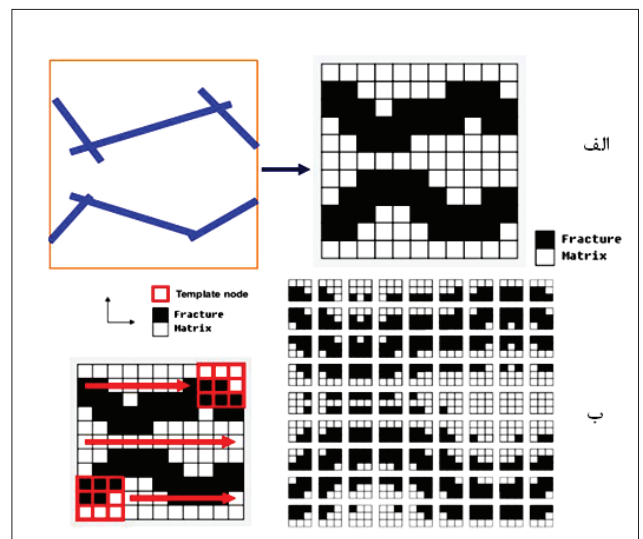 الف
Fracture
Matrix
Template node
Fracture
Matrix
ب